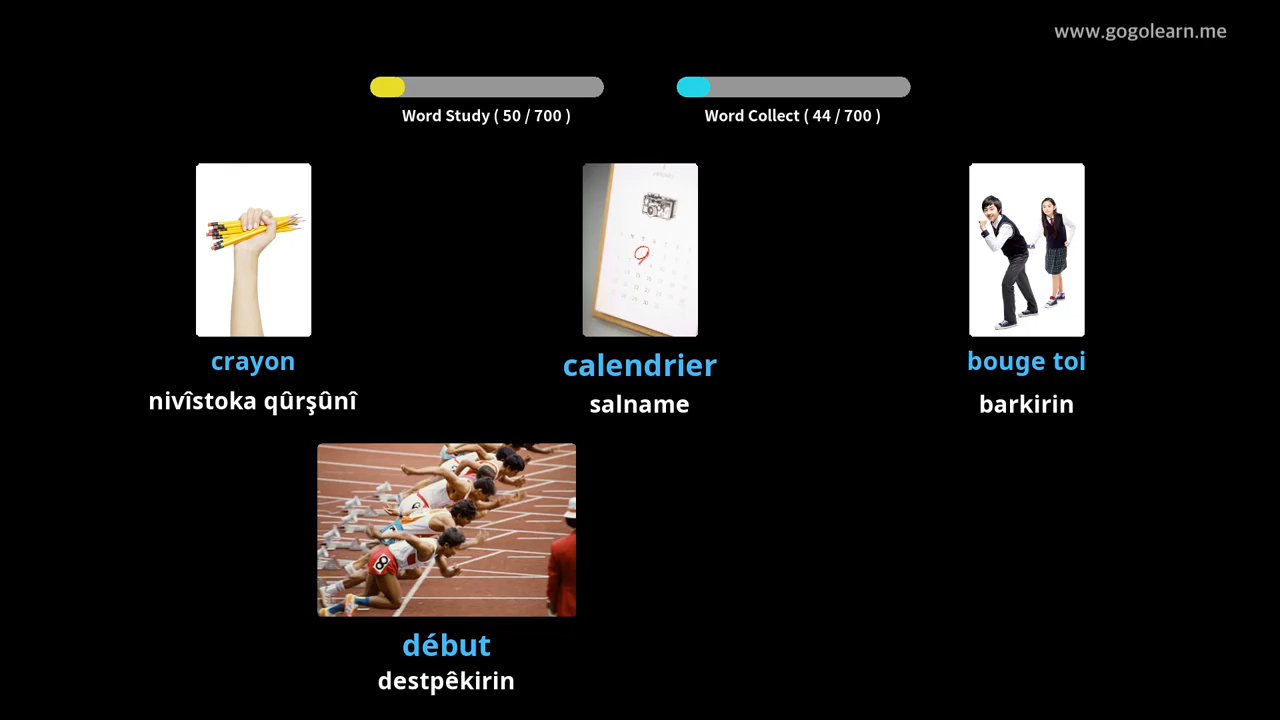 www.gogolearn.me
Word Study ( 50 / 700 )
Word Collect ( 44 / 700 )
crayon
nivîstoka qûrşûnî
calendrier
salname
bouge toi
barkirin
début
destpêkirin